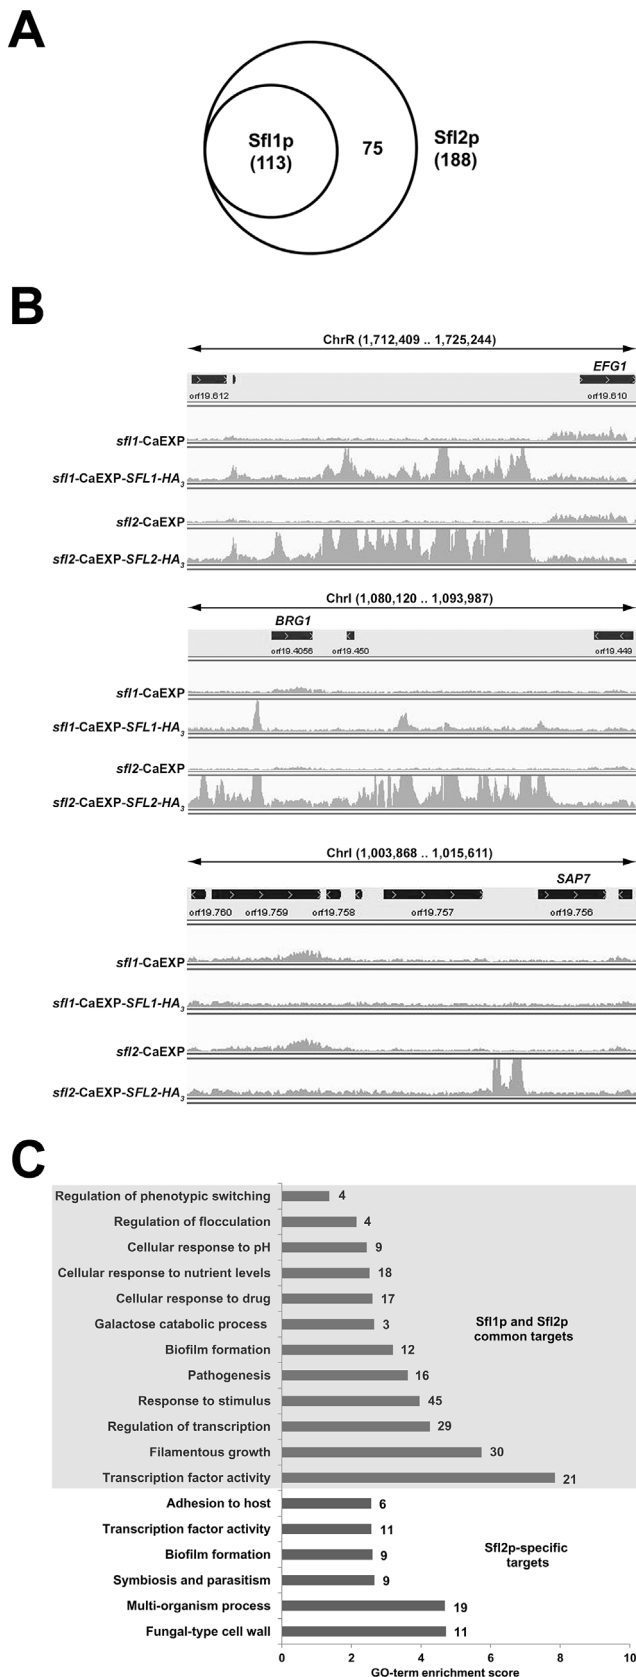 A
Sfl1p
(113)
75
Sfl2p
(188)
B
ChrR (1,712,409 .. 1,725,244)
EFG1
orf19.612
orf19.610
sfl1-CaEXP
sfl1-CaEXP-SFL1-HA3
sfl2-CaEXP
sfl2-CaEXP-SFL2-HA3
ChrI (1,080,120 .. 1,093,987)
BRG1
orf19.4056
orf19.450
orf19.449
sfl1-CaEXP
sfl1-CaEXP-SFL1-HA3
sfl2-CaEXP
sfl2-CaEXP-SFL2-HA3
ChrI (1,003,868 .. 1,015,611)
SAP7
orf19.760
orf19.759
orf19.758
orf19.757
orf19.756
sfl1-CaEXP
sfl1-CaEXP-SFL1-HA3
sfl2-CaEXP
sfl2-CaEXP-SFL2-HA3
C
Regulation of phenotypic switching 4
Regulation of flocculation 4
Cellular response to pH 9
Cellular response to nutrient levels 18
Cellular response to drug 17
Galactose catabolic process 3
Sfl1p and Sfl2p
common targets
Biofilm formation 12
Pathogenesis 16
Response to stimulus 45
Regulation of transcription 29
Filamentous growth 30
Transcription factor activity 21
Adhesion to host 6
Transcription factor activity 11
Sfl2p-specific
targets
Biofilm formation 9
Symbiosis and parasitism 9
Multi-organism process 19
Fungal-type cell wall 11
0 2 4 6 8 10
GO-term enrichment score